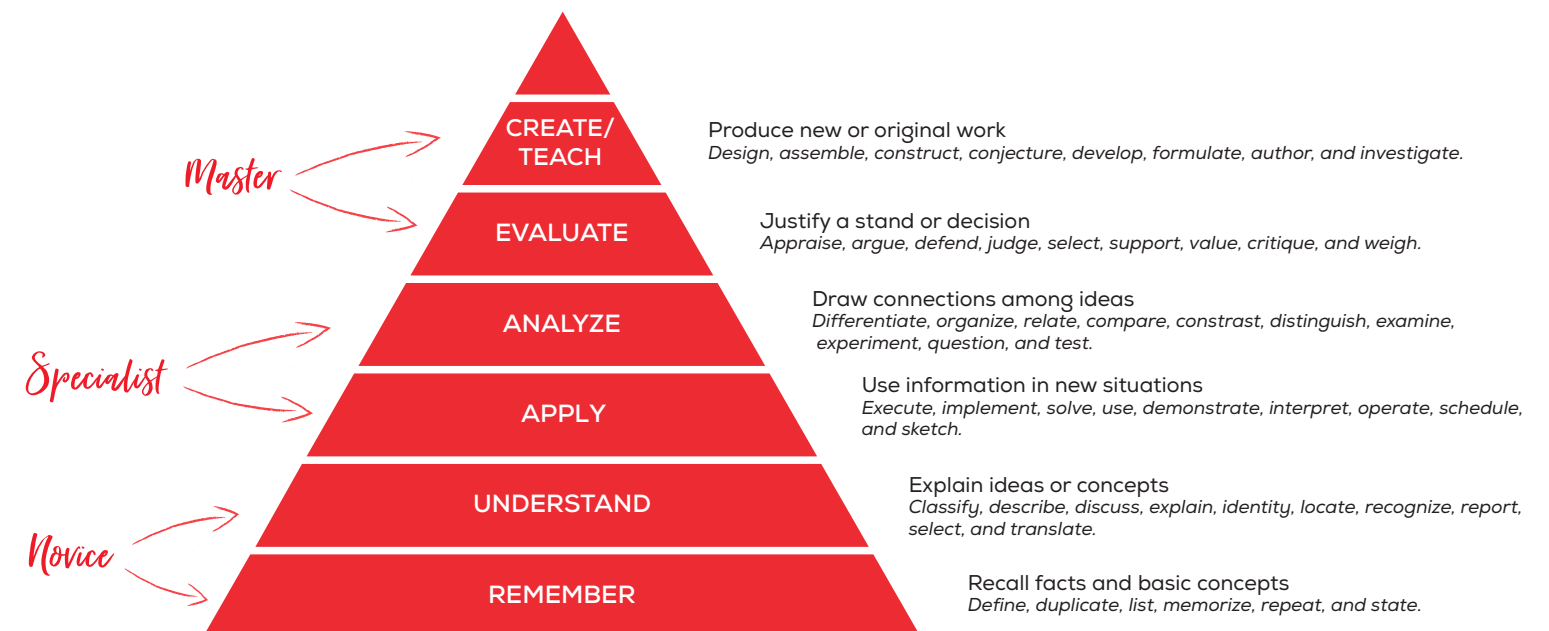 CREATE/
TEACH
Produce new or original work
Design, assemble, construct, conjecture, develop, formulate, author, and investigate.
Master
EVALUATE
Justify a stand or decision
Appraise, argue, defend, judge, select, support, value, critique, and weigh.
ANALYZE
Draw connections among ideas
Differentiate, organize, relate, compare, constrast, distinguish, examine,
experiment, question, and test.
Specialist
APPLY
Use information in new situations
Execute, implement, solve, use, demonstrate, interpret, operate, schedule,
and sketch.
UNDERSTAND
Explain ideas or concepts
Classify, describe, discuss, explain, identity, locate, recognize, report,
select, and translate.
Novice
REMEMBER
Recall facts and basic concepts
Define, duplicate, list, memorize, repeat, and state.